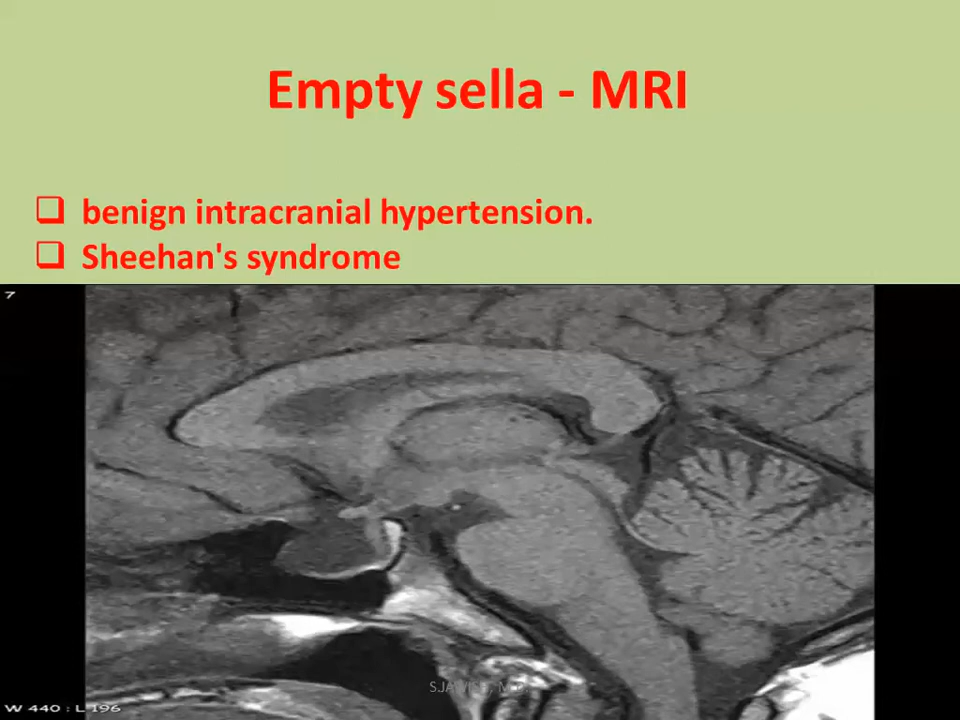 Empty sella - MRI
❑ benign intracranial hypertension.
❑ Sheehan's syndrome
7
W 440 : L 196